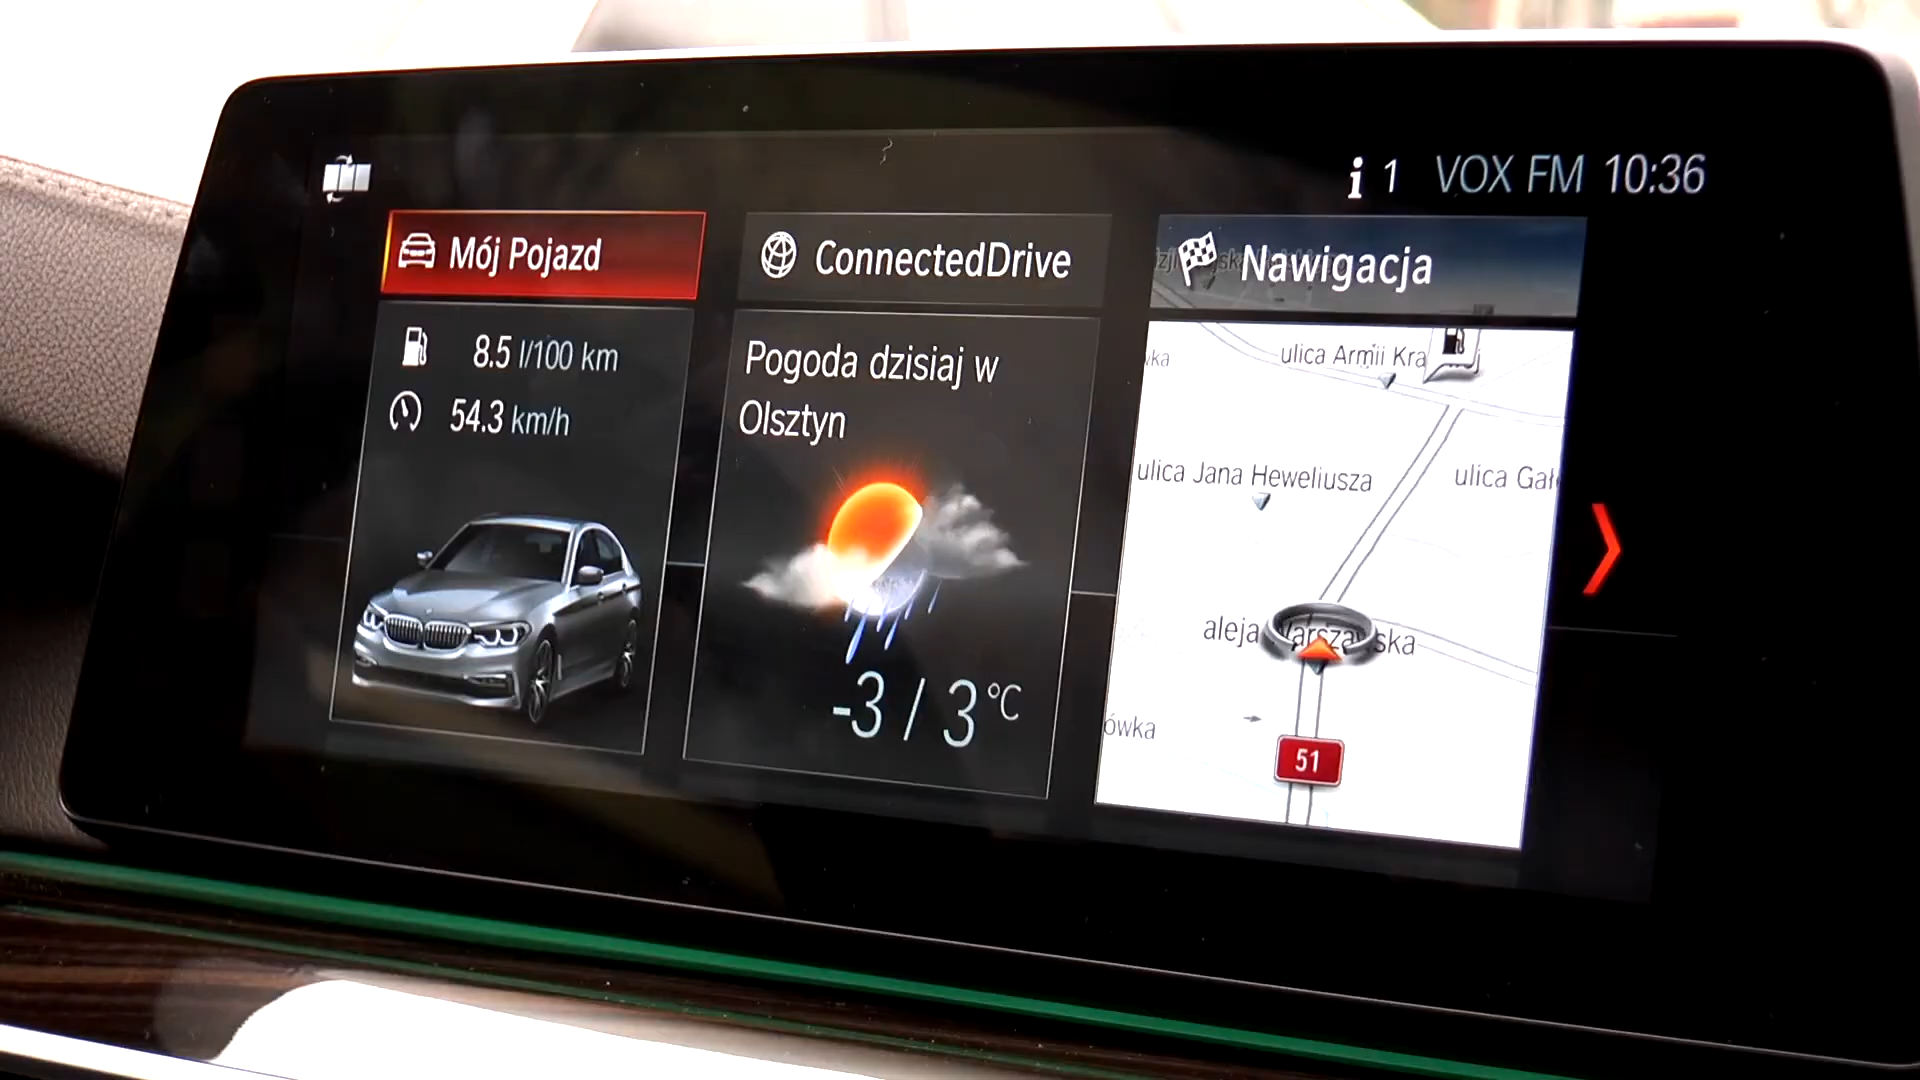 1 VOX FM 10:36
Mój Pojazd
8.5 l/100 km
54.3 km/h
ConnectedDrive
Pogoda dzisiaj w
Olsztyn
-3 / 3 °C
Nawigacja
ulica Armii Kra
ulica Jana Heweliusza
ulica Gał
aleja Warszawska
ówka
51